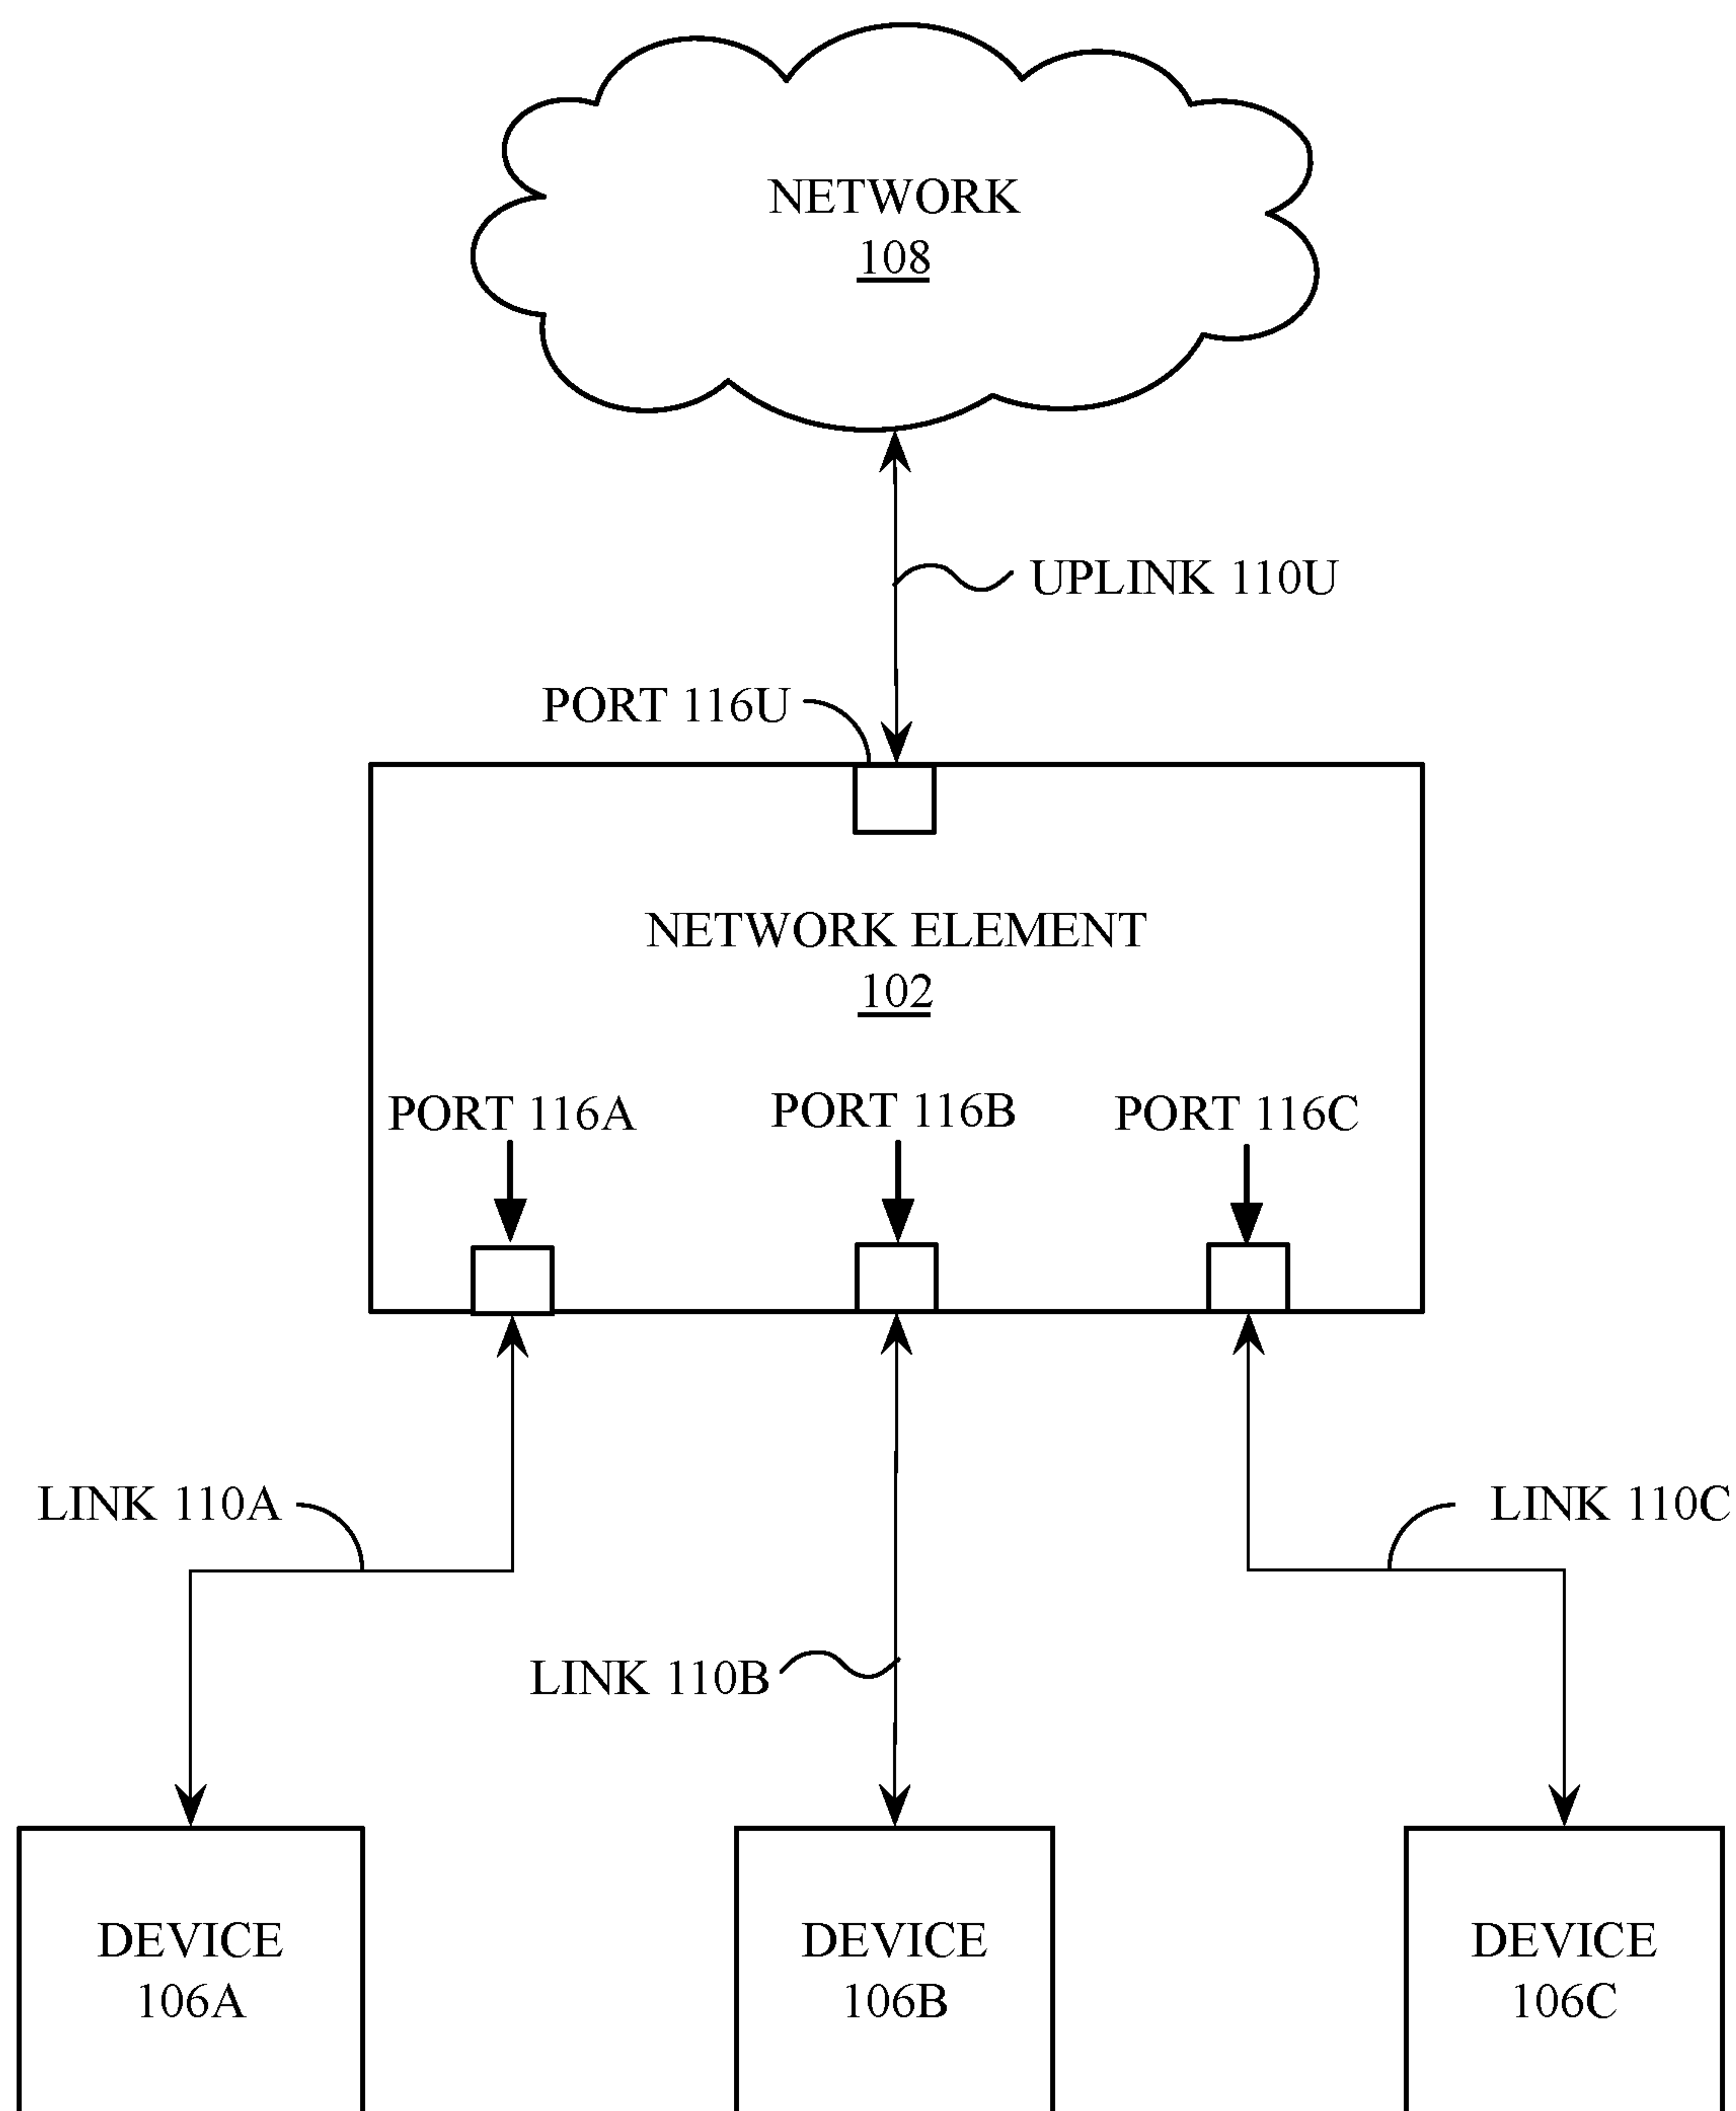 NETWORK
108
UPLINK 110U
PORT 116U
NETWORK ELEMENT
102
PORT 116A
PORT 116B
PORT 116C
LINK 110A
LINK 110C
LINK 110B
DEVICE
106A
DEVICE
106B
DEVICE
106C